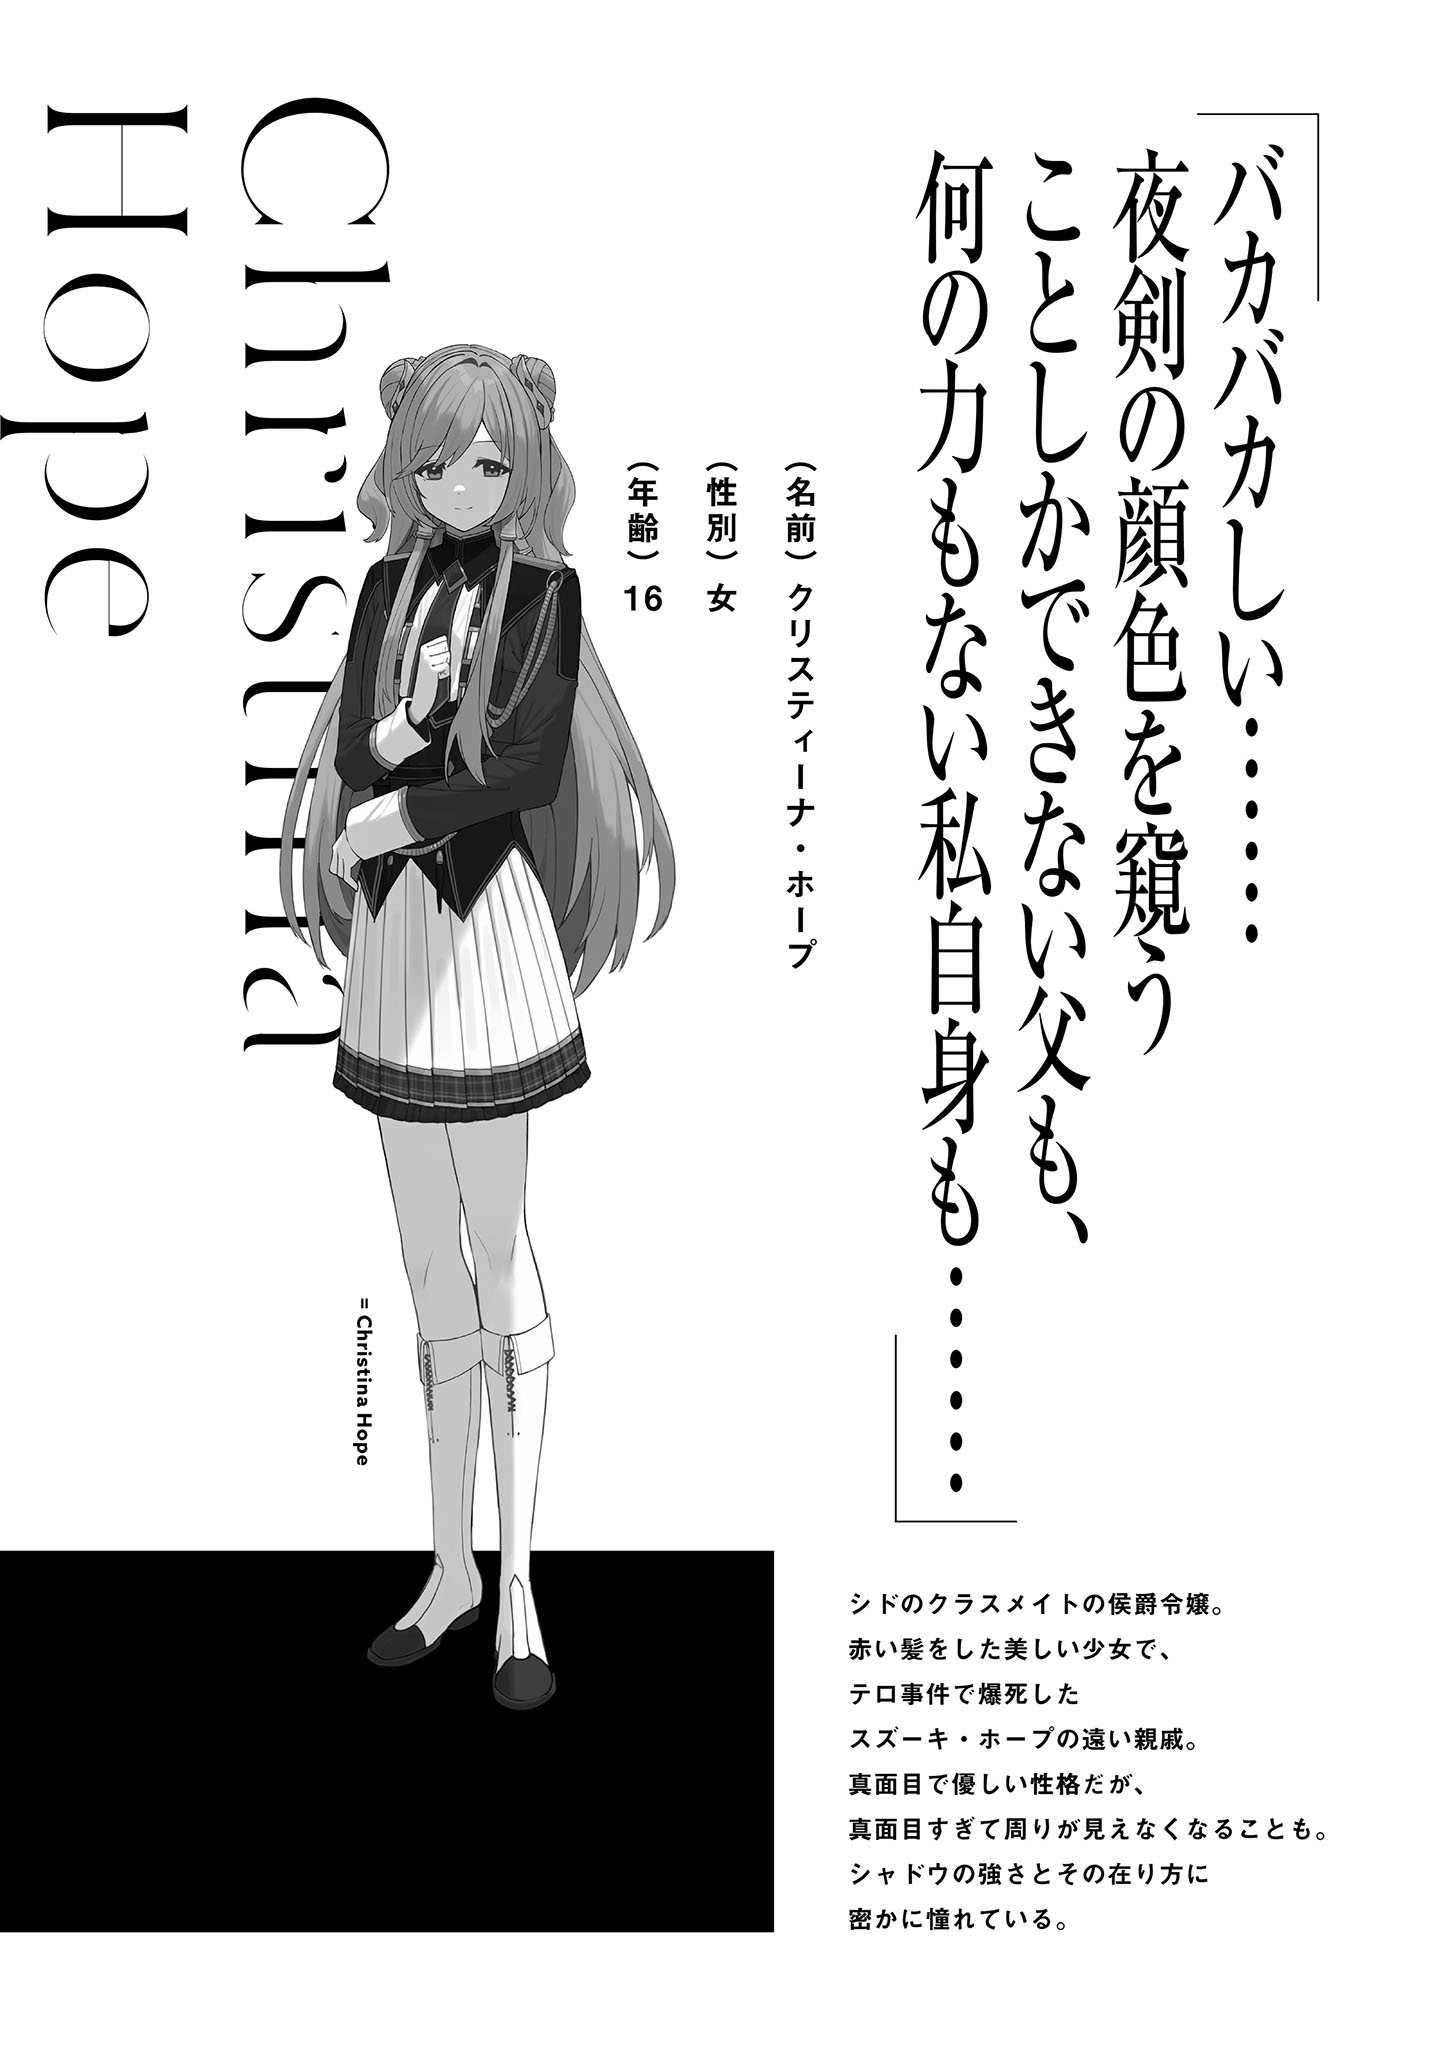 「バカバカしい……
夜剣の顔色を窺う
ことしかできない父も、
何の力もない私自身も……」
(名前) クリスティーナ・ホープ
(性別) 女
(年齢) 16
Christina
Hope
= Christina Hope
シドのクラスメイトの侯爵令嬢。
赤い髪をした美しい少女で、
テロ事件で爆死した
スズーキ・ホープの遠い親戚。
真面目で優しい性格だが、
真面目すぎて周りが見えなくなることも。
シャドウの強さとその在り方に
密かに憧れている。